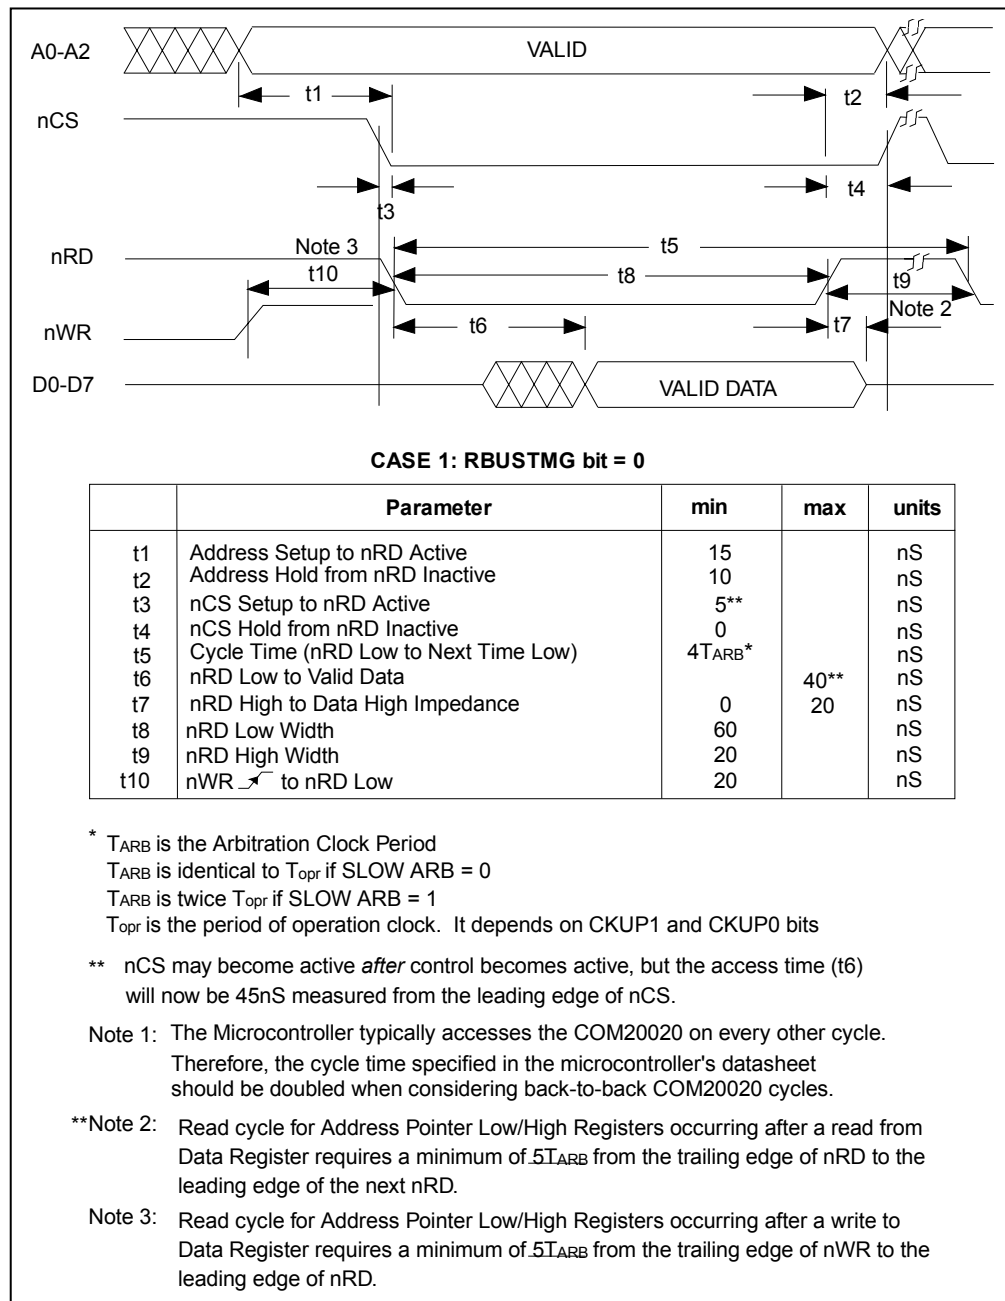 A0-A2
VALID
t1
t2
nCS
t3
t4
nRD
Note 3
t5
t10
t8
t9
Note 2
nWR
t6
t7
D0-D7
VALID DATA
CASE 1: RBUSTMG bit = 0
Parameter min max units
t1 Address Setup to nRD Active 15 nS
t2 Address Hold from nRD Inactive 10 nS
t3 nCS Setup to nRD Active 5** nS
t4 nCS Hold from nRD Inactive 0 nS
t5 Cycle Time (nRD Low to Next Time Low) 4TARB* nS
t6 nRD Low to Valid Data 40** nS
t7 nRD High to Data High Impedance 0 20 nS
t8 nRD Low Width 60 nS
t9 nRD High Width 20 nS
t10 nWR to nRD Low 20 nS
* TARB is the Arbitration Clock Period
TARB is identical to Topr if SLOW ARB = 0
TARB is twice Topr if SLOW ARB = 1
Topr is the period of operation clock. It depends on CKUP1 and CKUP0 bits
** nCS may become active after control becomes active, but the access time (t6)
will now be 45nS measured from the leading edge of nCS.
Note 1: The Microcontroller typically accesses the COM20020 on every other cycle.
Therefore, the cycle time specified in the microcontroller's datasheet
should be doubled when considering back-to-back COM20020 cycles.
**Note 2: Read cycle for Address Pointer Low/High Registers occurring after a read from
Data Register requires a minimum of 5TARB from the trailing edge of nRD to the
leading edge of the next nRD.
Note 3: Read cycle for Address Pointer Low/High Registers occurring after a write to
Data Register requires a minimum of 5TARB from the trailing edge of nWR to the
leading edge of nRD.